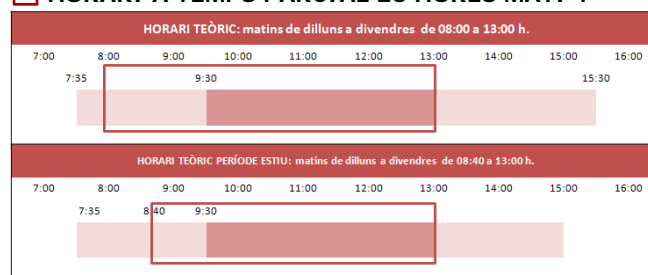 HORARI TEÒRIC: matins de dilluns a divendres de 08:00 a 13:00 h.
7:00 8:00 9:00 10:00 11:00 12:00 13:00 14:00 15:00 16:00
7:35 9:30 15:30
HORARI TEÒRIC PERÍODE ESTIU: matins de dilluns a divendres de 08:40 a 13:00 h.
7:00 8:00 9:00 10:00 11:00 12:00 13:00 14:00 15:00 16:00
7:35 8:40 9:30